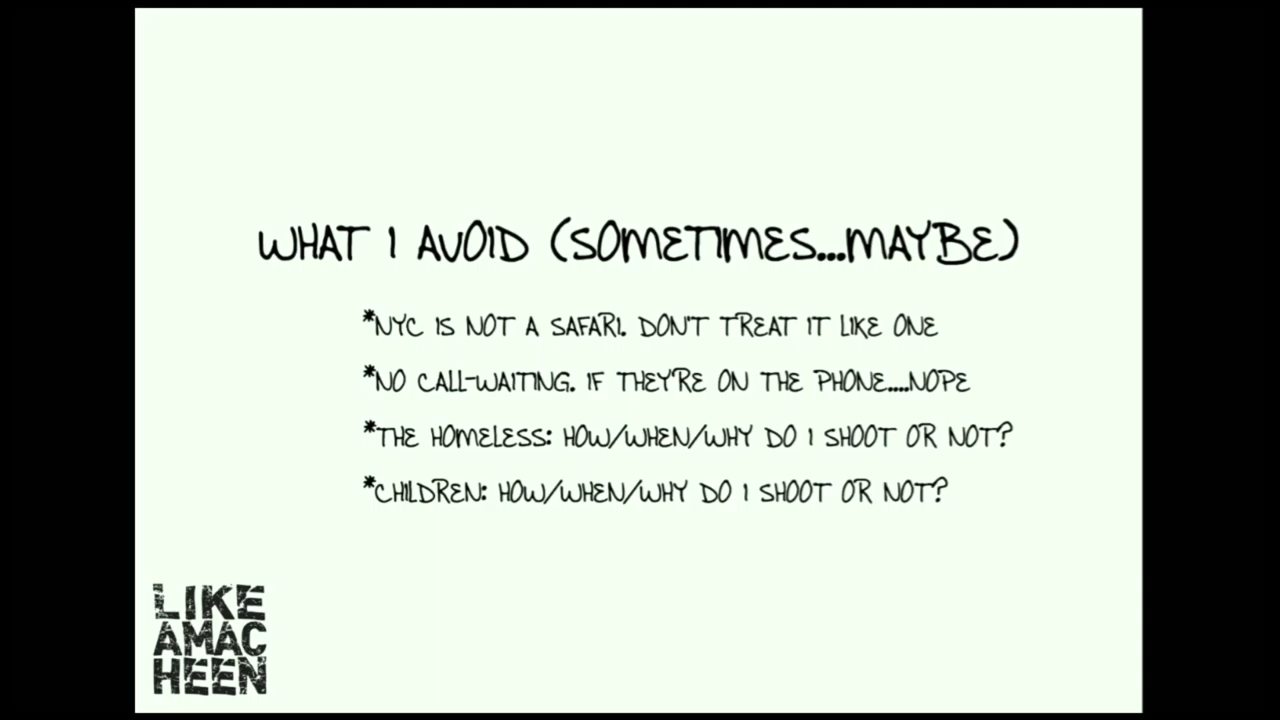 WHAT I AVOID (SOMETIMES...MAYBE)
*NYC IS NOT A SAFARI. DON'T TREAT IT LIKE ONE
*NO CALL-WAITING. IF THEY'RE ON THE PHONE....NOPE
*THE HOMELESS: HOW/WHEN/WHY DO I SHOOT OR NOT?
*CHILDREN: HOW/WHEN/WHY DO I SHOOT OR NOT?
LIKE
AMAC
HEEN